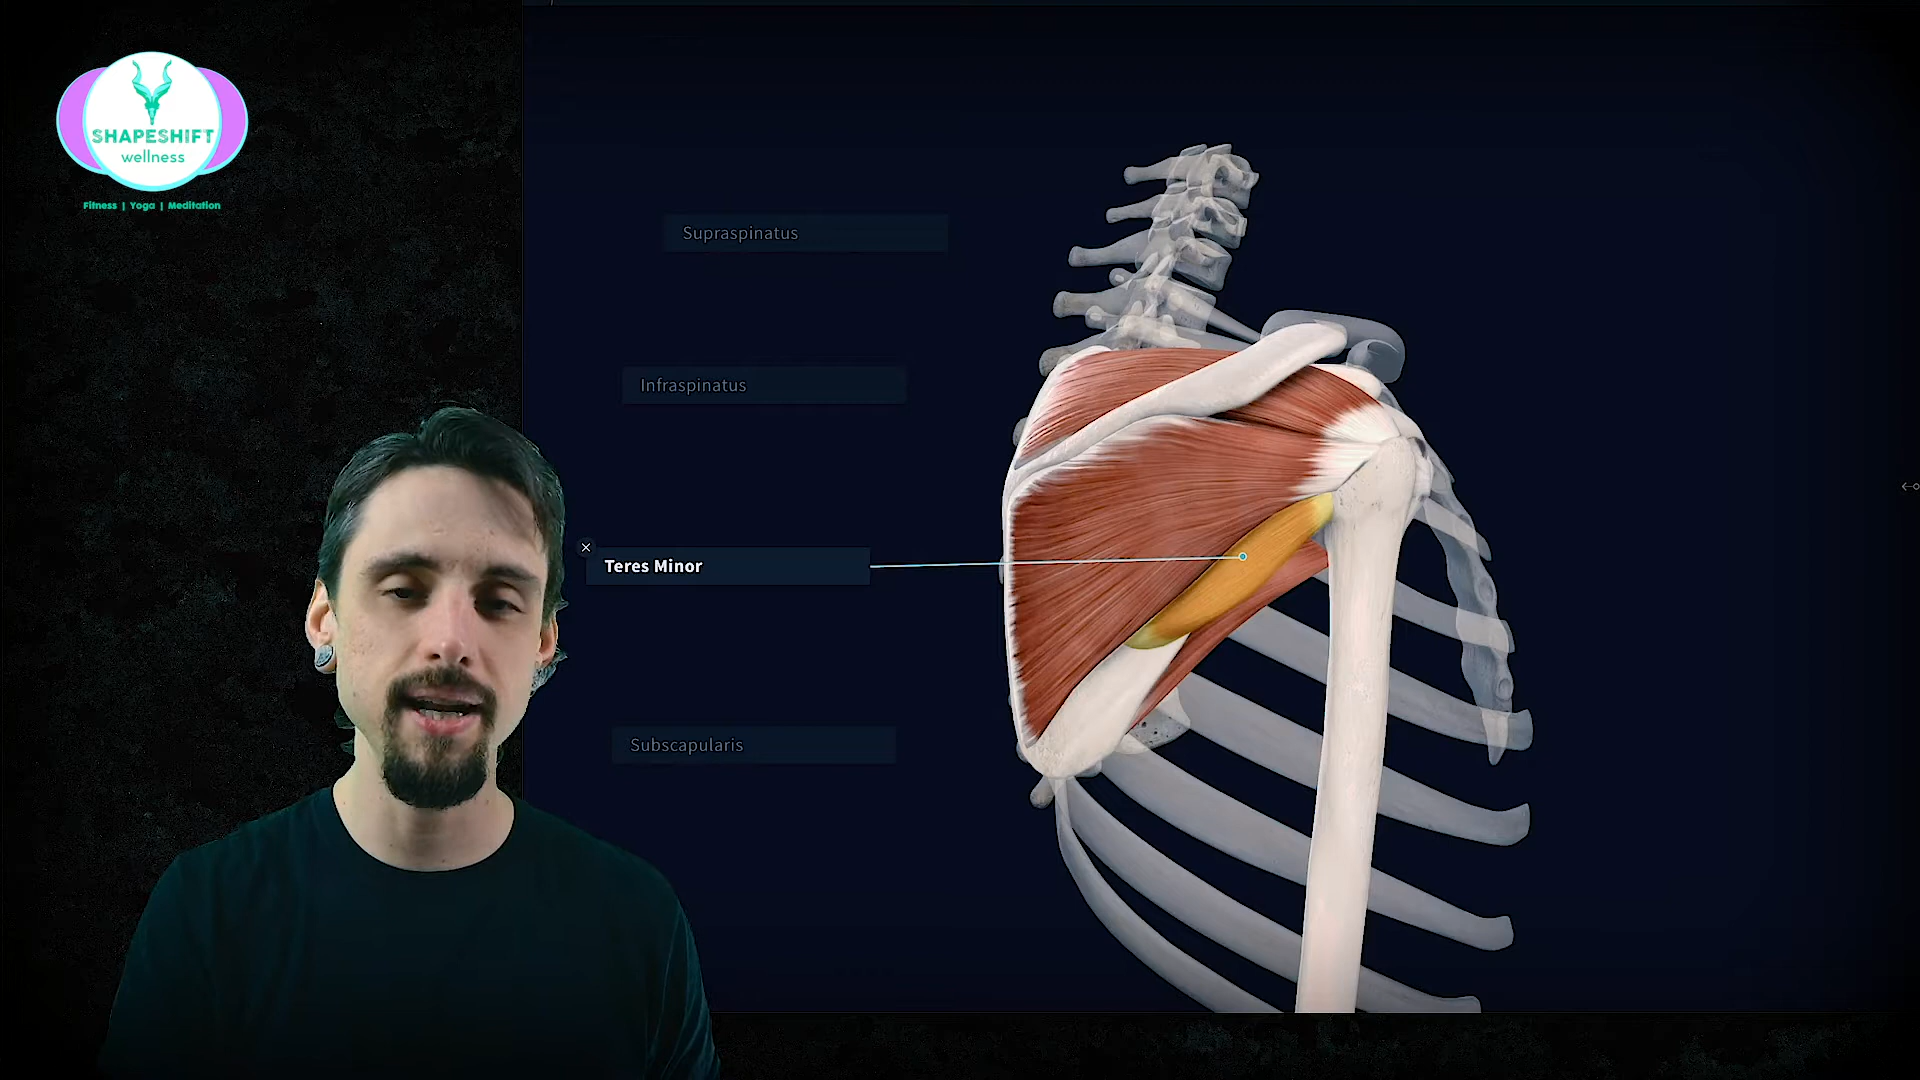 SHAPESHIFT
wellness
Fitness | Yoga | Meditation
Supraspinatus
Infraspinatus
Teres Minor
Subscapularis